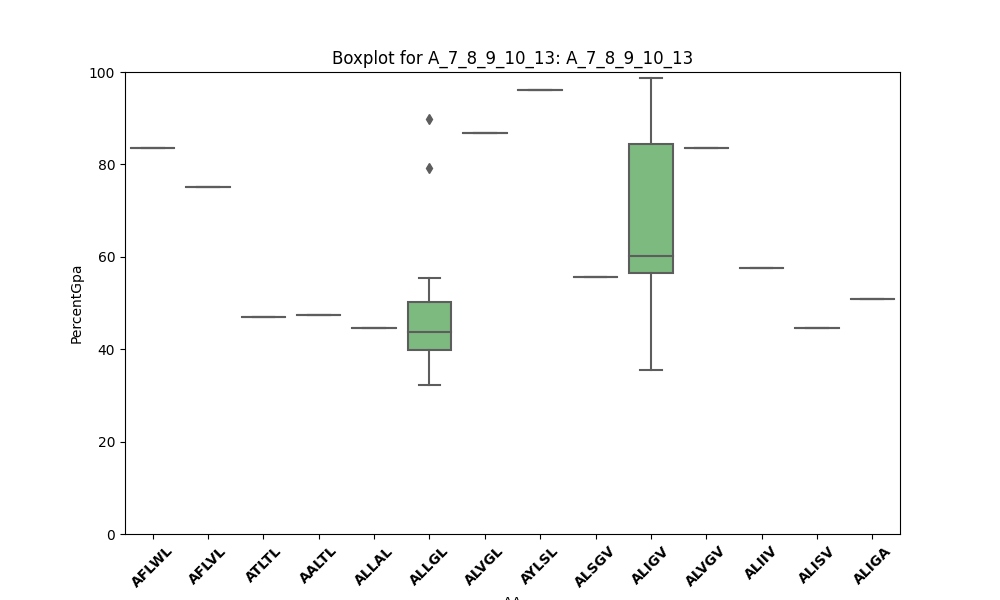 Boxplot for A_7_8_9_10_13: A_7_8_9_10_13
PercentGpa
100
80
60
40
20
0
AFLWL
AFLVL
ATLTL
AALTL
ALLAL
ALLGL
ALVGL
AYLSL
ALSGV
ALIGV
ALVGV
ALIIV
ALISV
ALIGA
AA